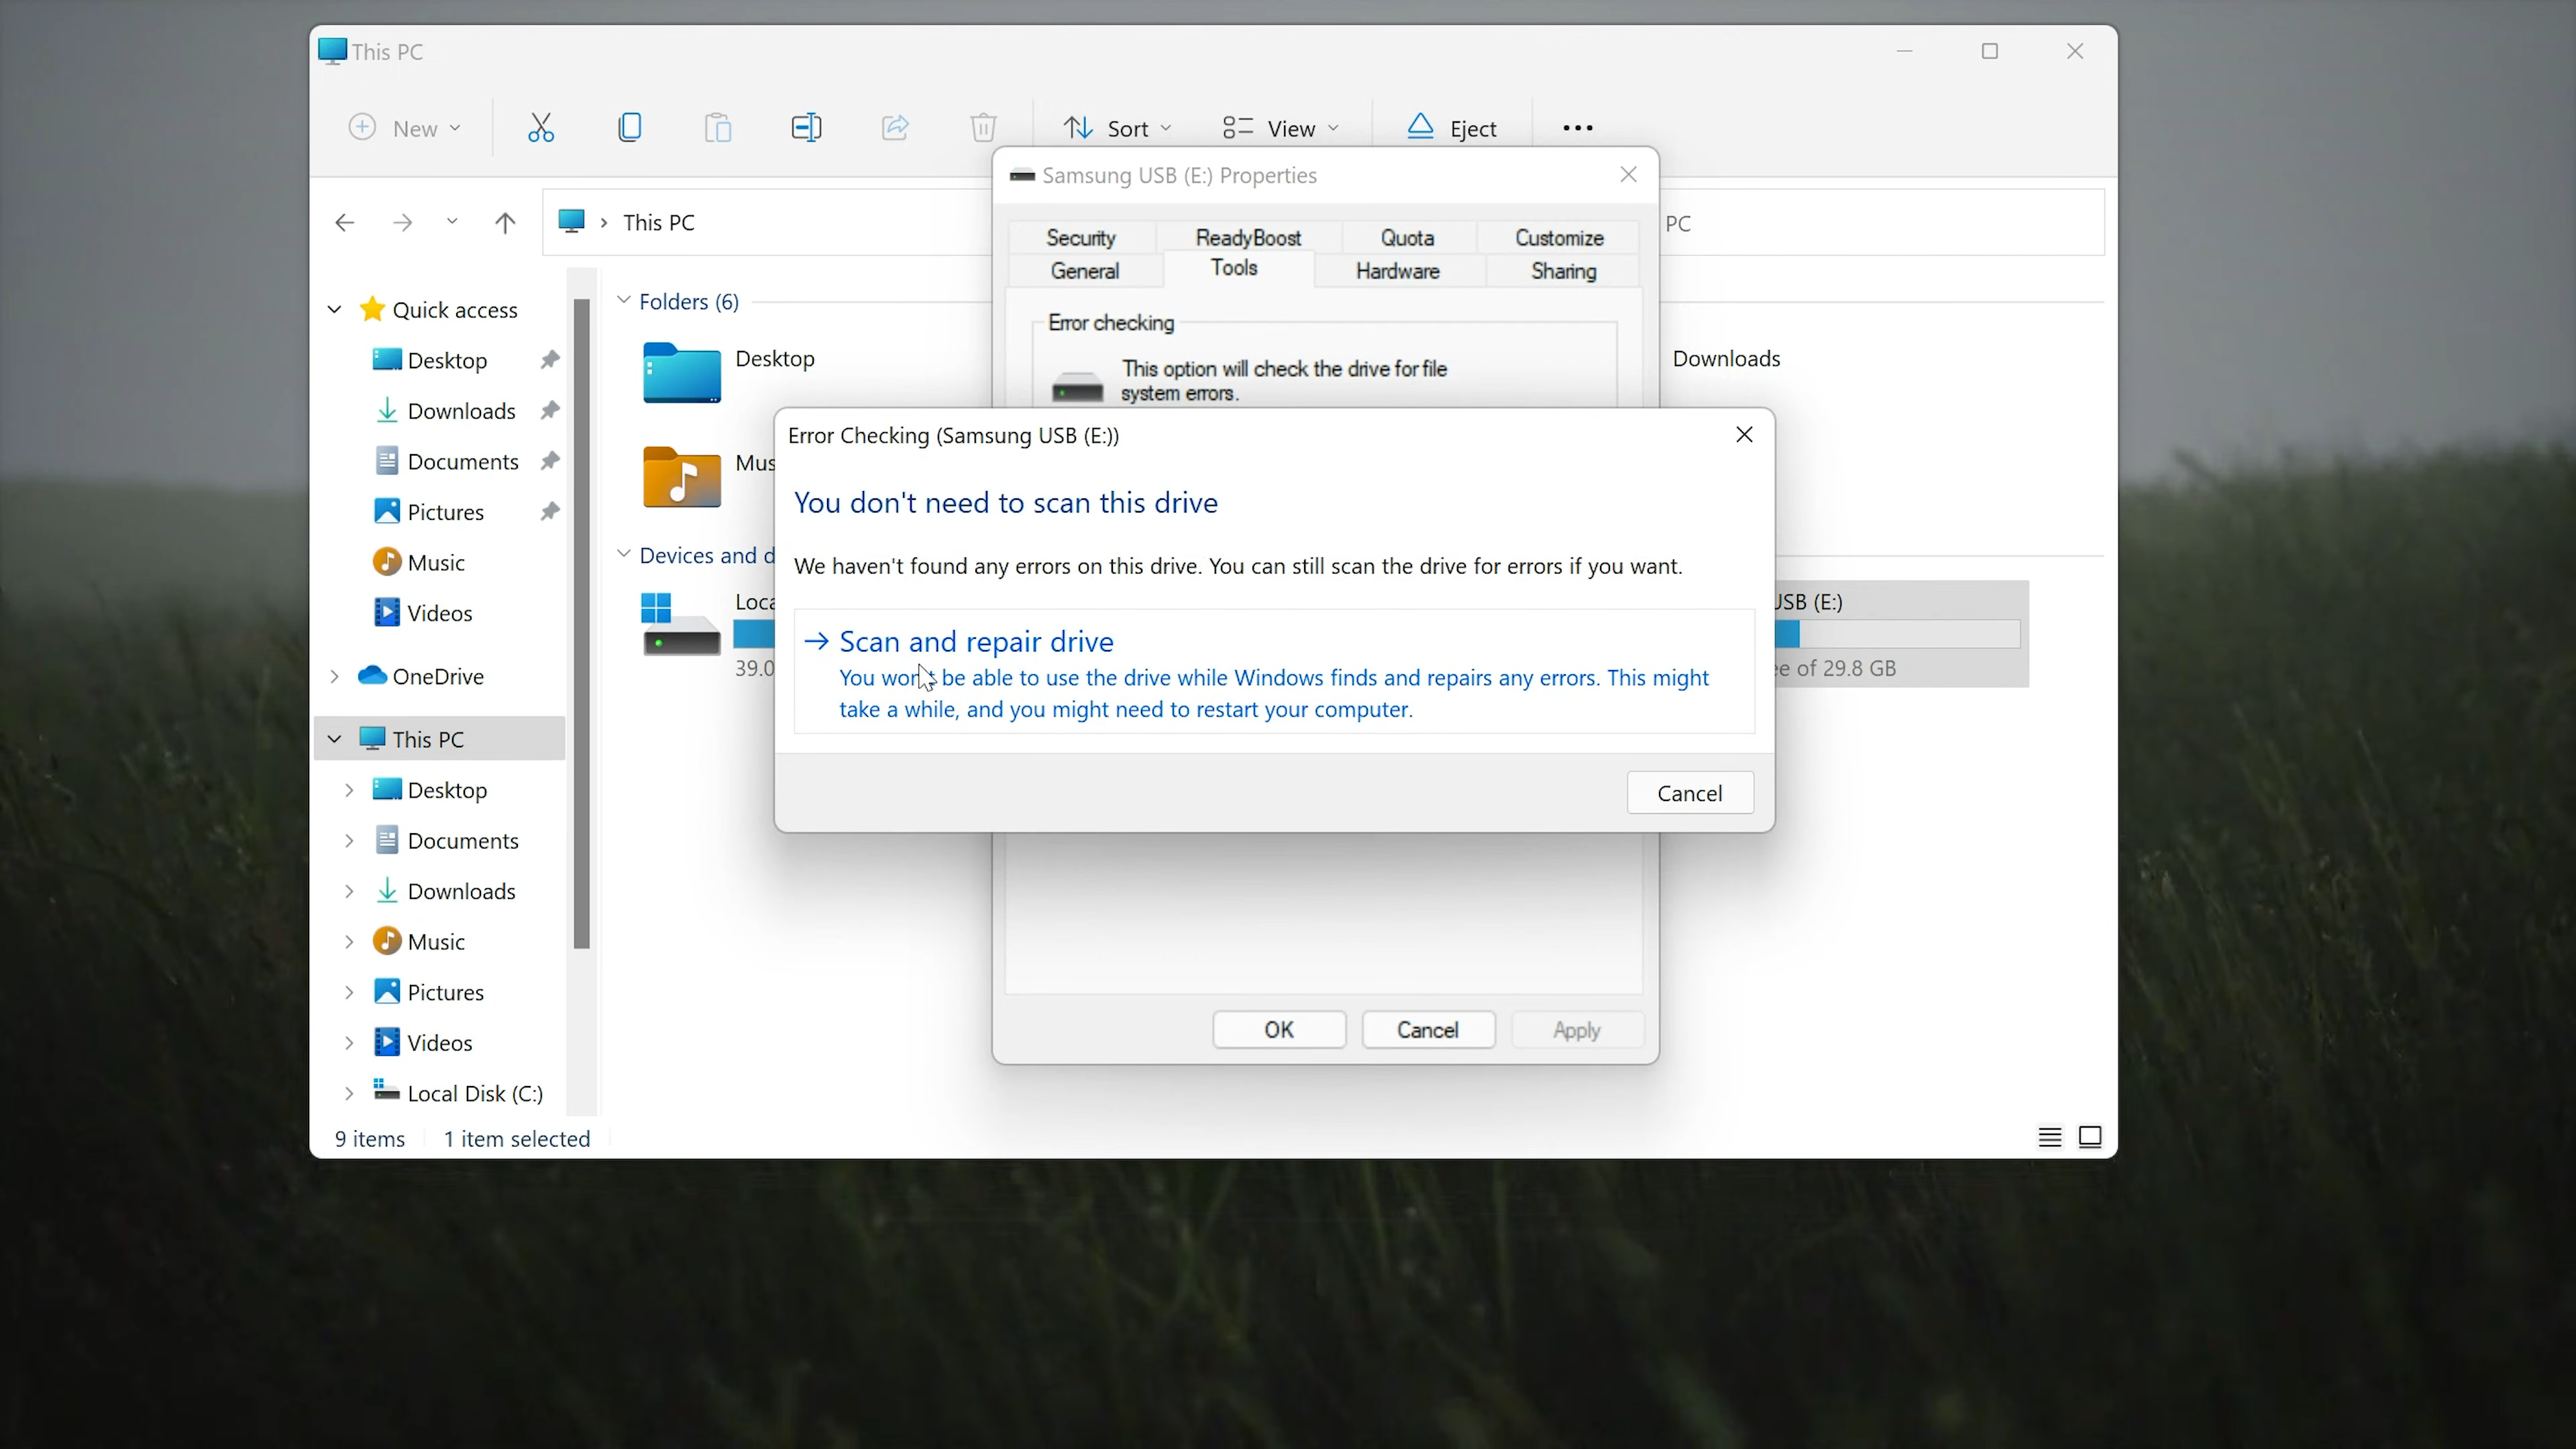 This PC
New
Sort
View
Eject
This PC
PC
Samsung USB (E:) Properties
Security
ReadyBoost
Quota
Customize
General
Tools
Hardware
Sharing
Error checking
This option will check the drive for file
system errors.
Quick access
Desktop
Downloads
Documents
Pictures
Music
Videos
OneDrive
This PC
Desktop
Documents
Downloads
Music
Pictures
Videos
Local Disk (C:)
Folders (6)
Desktop
Downloads
Devices and
39.0
USB (E:)
of 29.8 GB
Error Checking (Samsung USB (E:))
You don't need to scan this drive
We haven't found any errors on this drive. You can still scan the drive for errors if you want.
Scan and repair drive
You won't be able to use the drive while Windows finds and repairs any errors. This might
take a while, and you might need to restart your computer.
Cancel
OK
Cancel
Apply
9 items
1 item selected